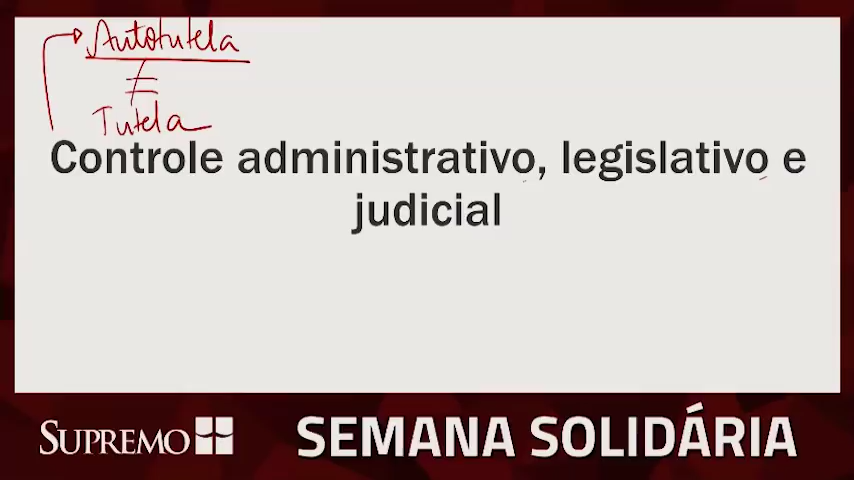 Autotutela
≠
Tutela
Controle administrativo, legislativo e
judicial
SUPREMO
SEMANA SOLIDÁRIA